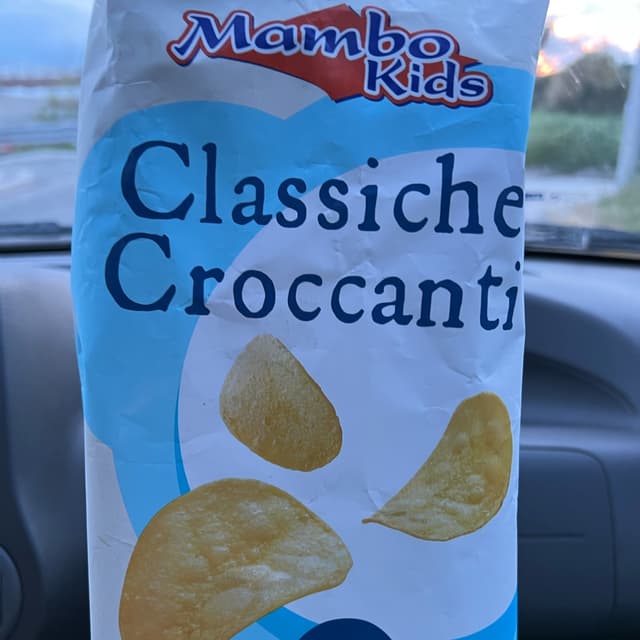 Mambo
Kids
Classiche
Croccanti